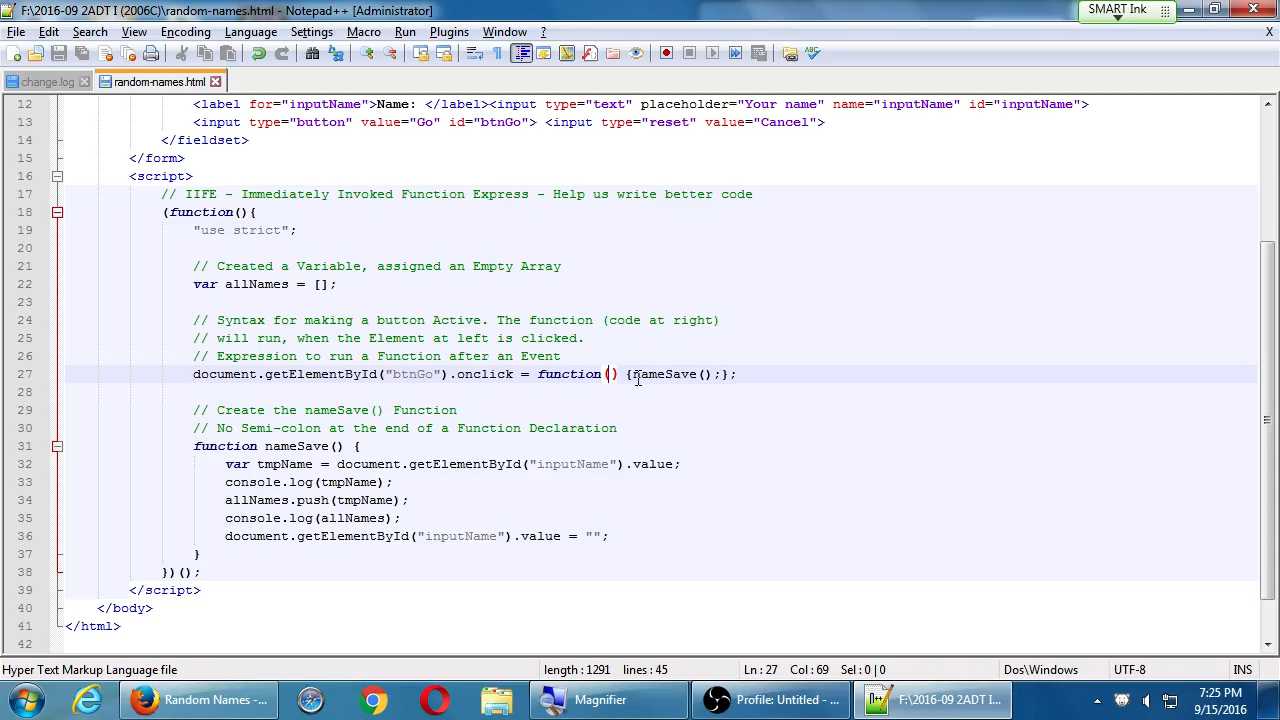 F:\2016-09 2ADT I (2006C)\random-names.html - Notepad++ [Administrator]
SMART Ink
File Edit Search View Encoding Language Settings Macro Run Plugins Window ? X
change.log random-names.html
12 <label for="inputName">Name: </label><input type="text" placeholder="Your name" name="inputName" id="inputName">
13 <input type="button" value="Go" id="btnGo"> <input type="reset" value="Cancel">
14 </fieldset>
15 </form>
16 <script>
17 // IIFE - Immediately Invoked Function Express - Help us write better code
18 (function(){
19 "use strict";
20
21 // Created a Variable, assigned an Empty Array
22 var allNames = [];
23
24 // Syntax for making a button Active. The function (code at right)
25 // will run, when the Element at left is clicked.
26 // Expression to run a Function after an Event
27 document.getElementById("btnGo").onclick = function() {nameSave();};
28
29 // Create the nameSave() Function
30 // No Semi-colon at the end of a Function Declaration
31 function nameSave() {
32 var tmpName = document.getElementById("inputName").value;
33 console.log(tmpName);
34 allNames.push(tmpName);
35 console.log(allNames);
36 document.getElementById("inputName").value = "";
37 }
38 })();
39 </script>
40 </body>
41 </html>
42
Hyper Text Markup Language file length : 1291 lines : 45 Ln : 27 Col : 69 Sel : 0 | 0 Dos\Windows UTF-8 INS
Random Names -... Magnifier Profile: Untitled - ... F:\2016-09 2ADT I... 7:25 PM
9/15/2016